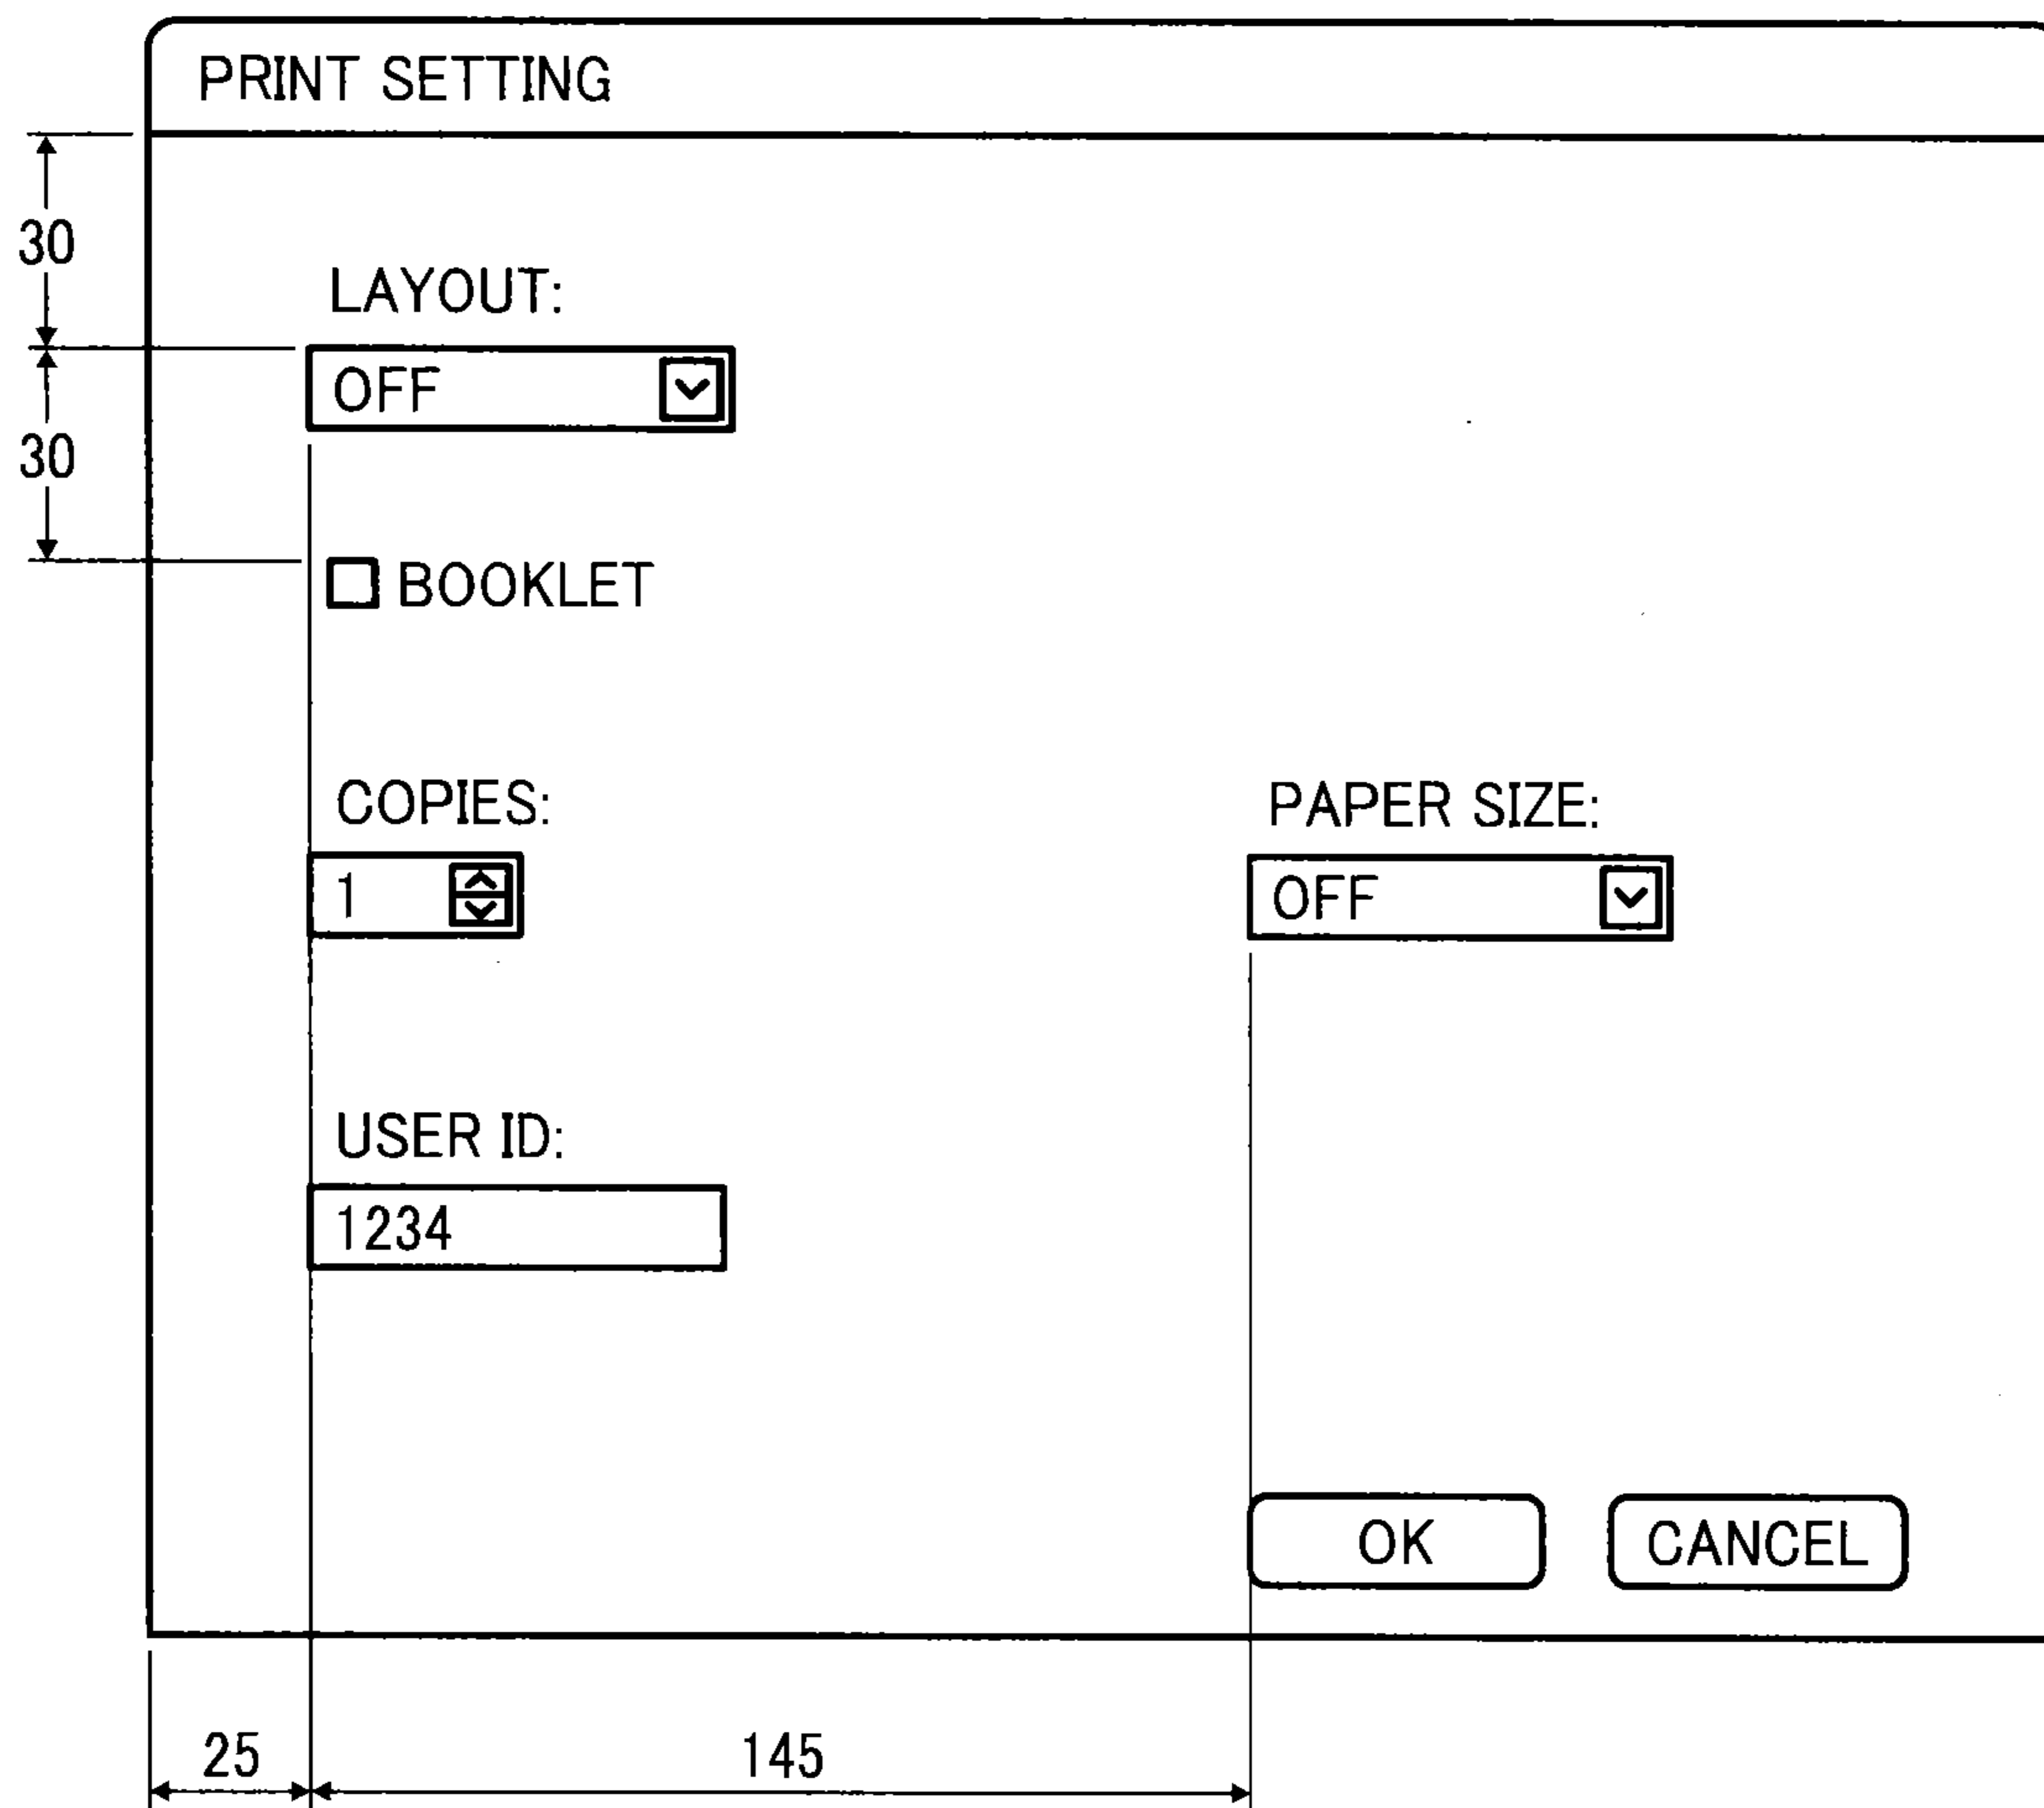 PRINT SETTING
30
LAYOUT:
OFF
30
BOOKLET
COPIES: PAPER SIZE:
1 OFF
USER ID:
1234
OK CANCEL
25 145